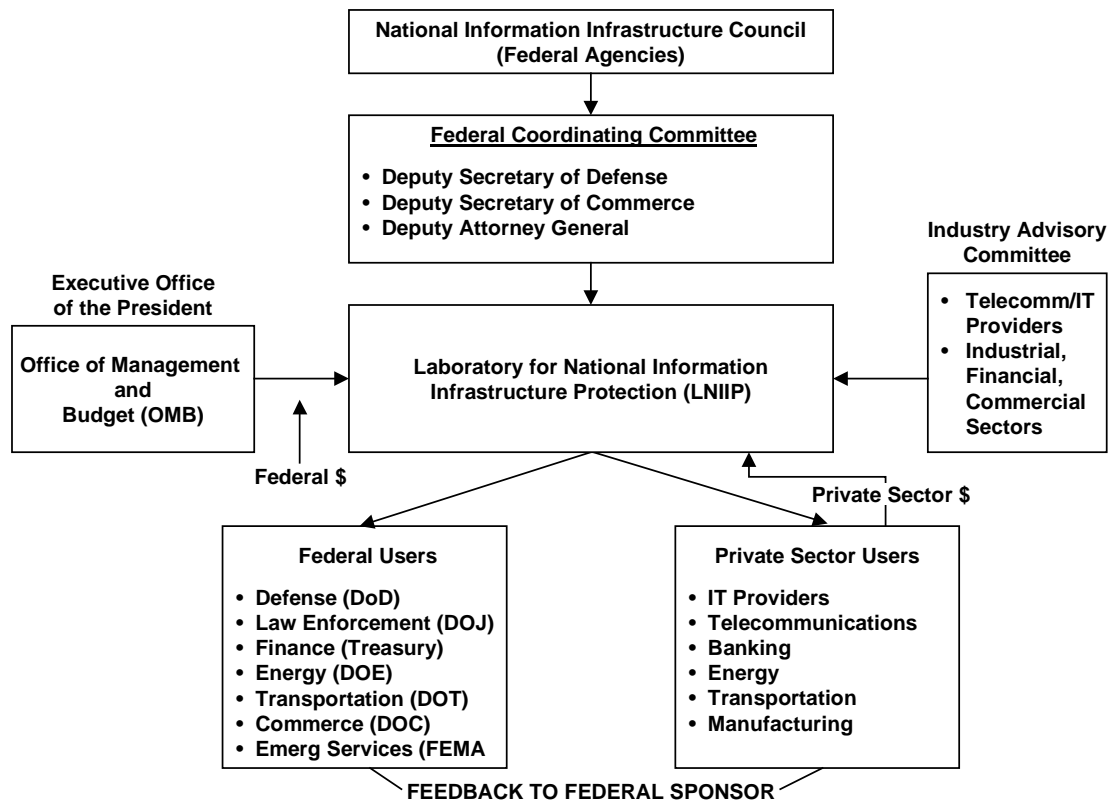 National Information Infrastructure Council
(Federal Agencies)
Federal Coordinating Committee
• Deputy Secretary of Defense
• Deputy Secretary of Commerce
• Deputy Attorney General
Industry Advisory
Committee
• Telecomm/IT
Providers
• Industrial,
Financial,
Commercial
Sectors
Executive Office
of the President
Office of Management
and
Budget (OMB)
Laboratory for National Information
Infrastructure Protection (LNIIP)
Federal $
Private Sector $
Federal Users
• Defense (DoD)
• Law Enforcement (DOJ)
• Finance (Treasury)
• Energy (DOE)
• Transportation (DOT)
• Commerce (DOC)
• Emerg Services (FEMA
Private Sector Users
• IT Providers
• Telecommunications
• Banking
• Energy
• Transportation
• Manufacturing
FEEDBACK TO FEDERAL SPONSOR